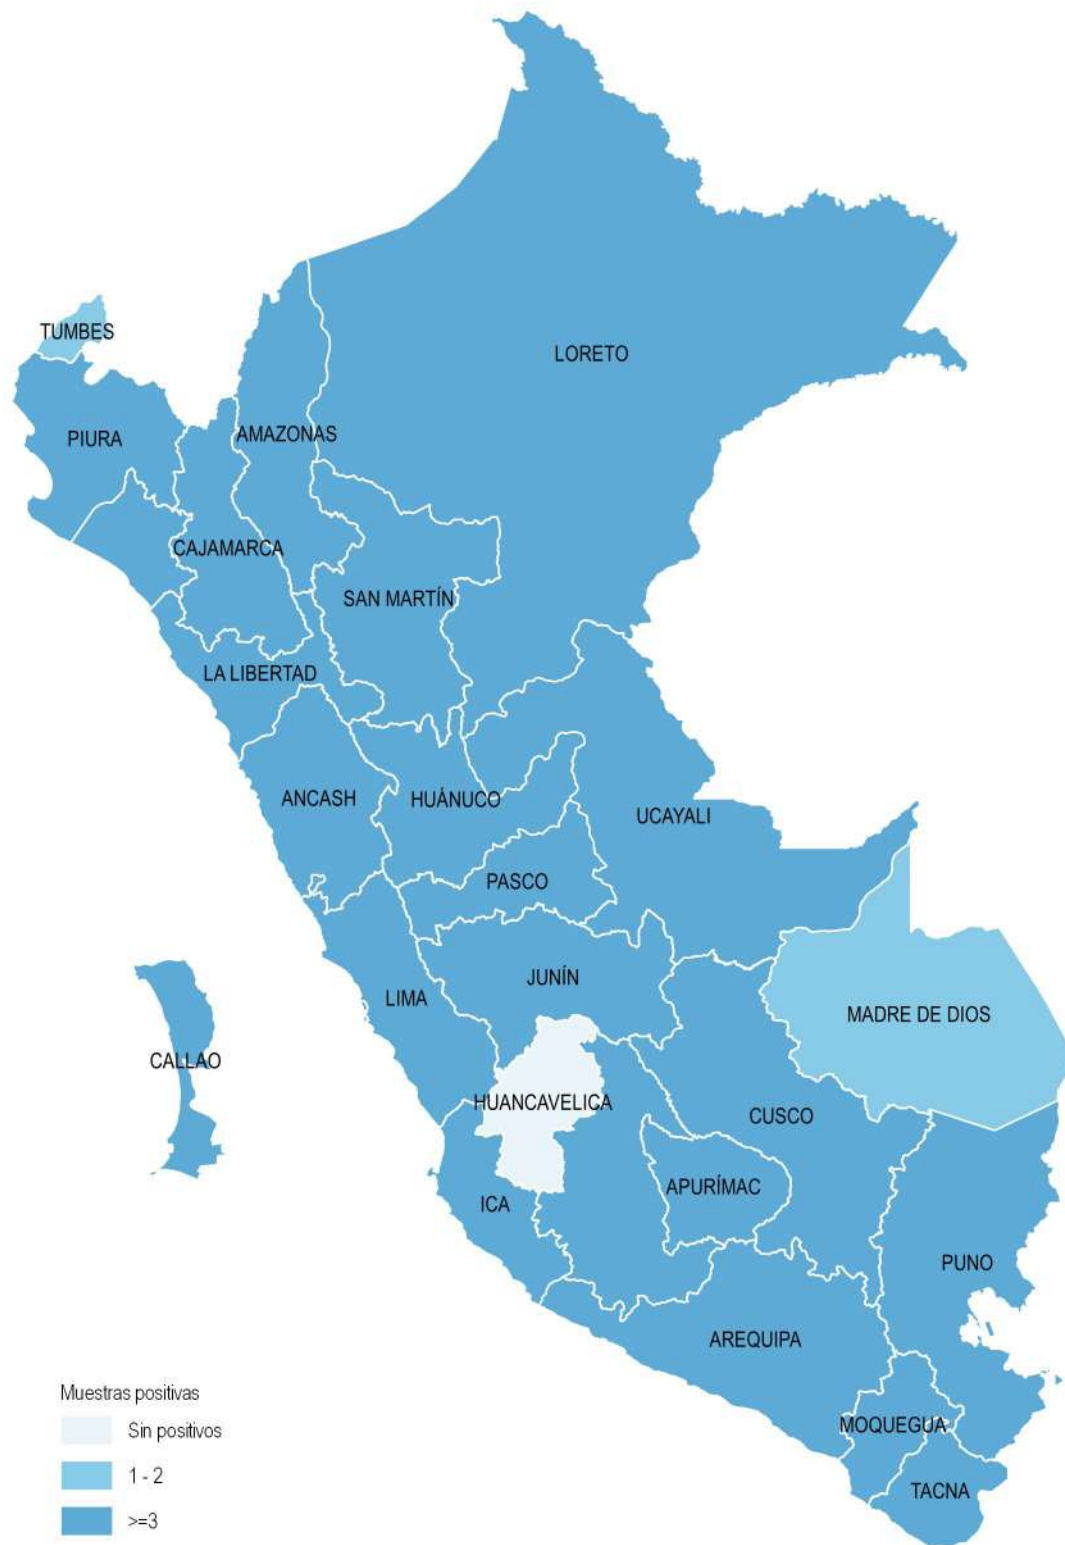 TUMBES
LORETO
PIURA
AMAZONAS
CAJAMARCA
SAN MARTÍN
LA LIBERTAD
ANCASH
HUÁNUCO
UCAYALI
PASCO
JUNÍN
LIMA
MADRE DE DIOS
CALLAO
HUANCAVELICA
CUSCO
APURÍMAC
ICA
PUNO
AREQUIPA
MOQUEGUA
TACNA
Muestras positivas
Sin positivos
1 - 2
>=3